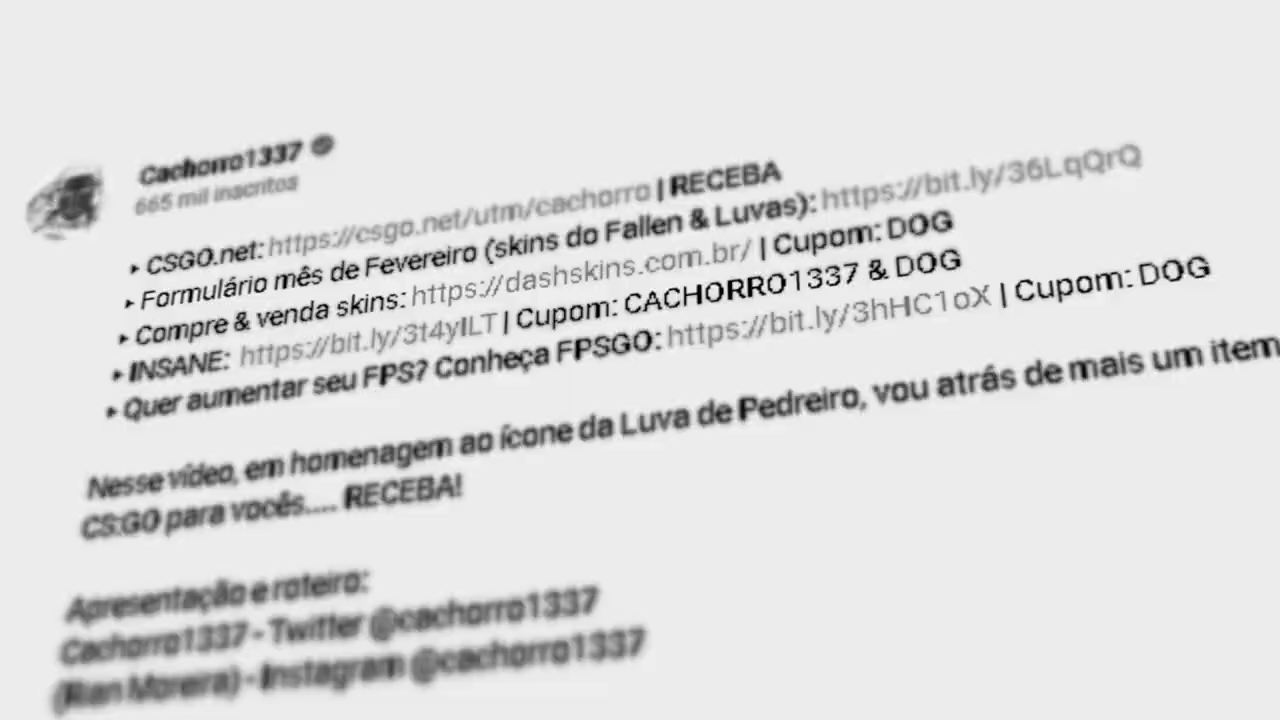 Cachorro1337
665 mil inscritos
▸ CSGO.net: https://csgo.net/utm/cachorro | RECEBA
▸ Formulário mês de Fevereiro (skins do Fallen & Luvas): https://bit.ly/36LqQrQ
▸ Compre & venda skins: https://dashskins.com.br/ | Cupom: DOG
▸ INSANE: https://bit.ly/3t4yILT | Cupom: CACHORRO1337 & DOG
▸ Quer aumentar seu FPS? Conheça FPSGO: https://bit.ly/3hHC1oX | Cupom: DOG
Nesse vídeo, em homenagem ao ícone da Luva de Pedreiro, vou atrás de mais um item
CS:GO para vocês.... RECEBA!
Apresentação e roteiro:
Cachorro1337 - Twitter @cachorro1337
(Rian Moreira) - Instagram @cachorro1337